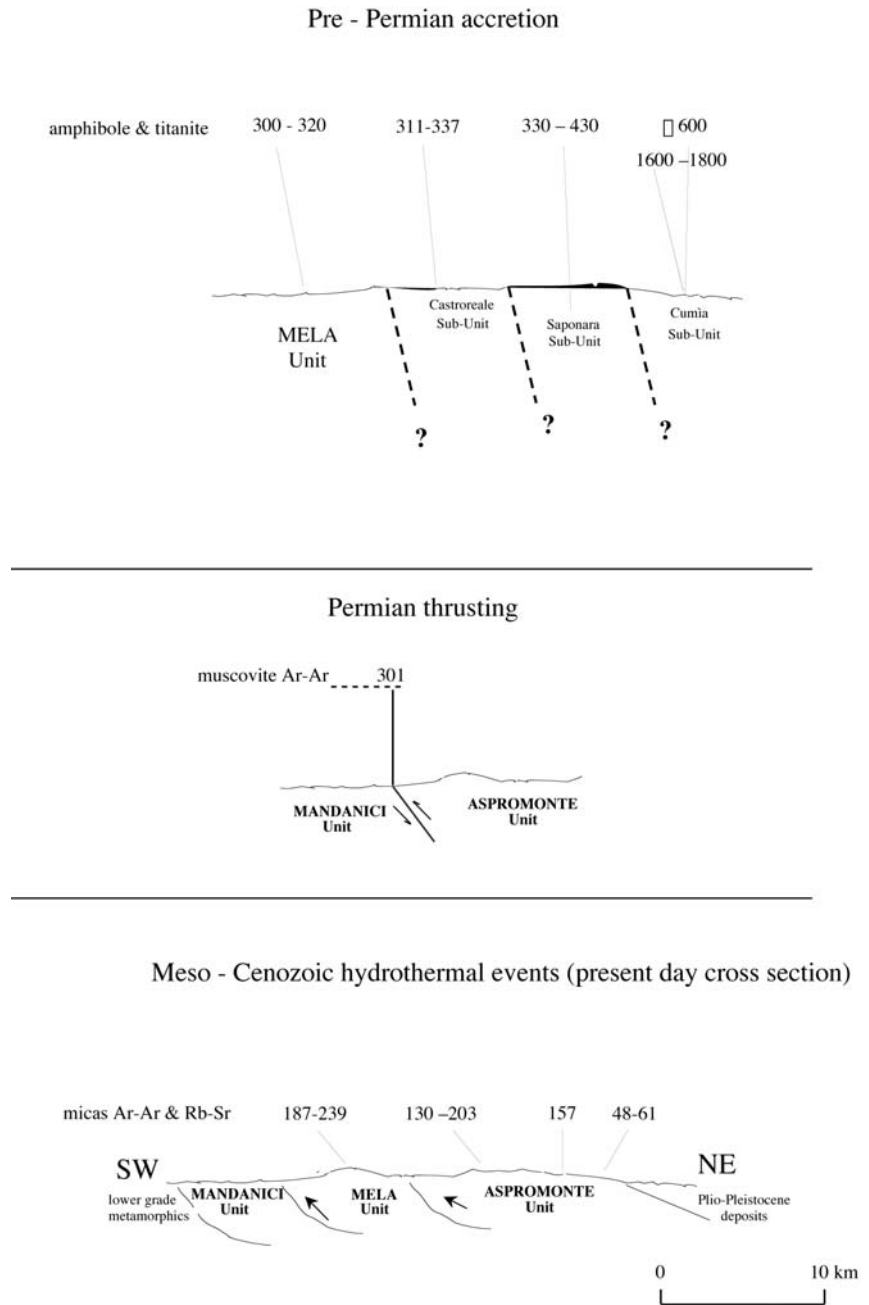 Pre - Permian accretion
amphibole & titanite 300 - 320 311-337 330 – 430 ▯ 600
1600 –1800
MELA
Unit
Castroreale
Sub-Unit
Saponara
Sub-Unit
Cumìa
Sub-Unit
? ? ?
Permian thrusting
muscovite Ar-Ar 301
MANDANICI
Unit
ASPROMONTE
Unit
Meso - Cenozoic hydrothermal events (present day cross section)
micas Ar-Ar & Rb-Sr 187-239 130 –203 157 48-61
SW
NE
lower grade
metamorphics
MANDANICI
Unit
MELA
Unit
ASPROMONTE
Unit
Plio-Pleistocene
deposits
0 10 km